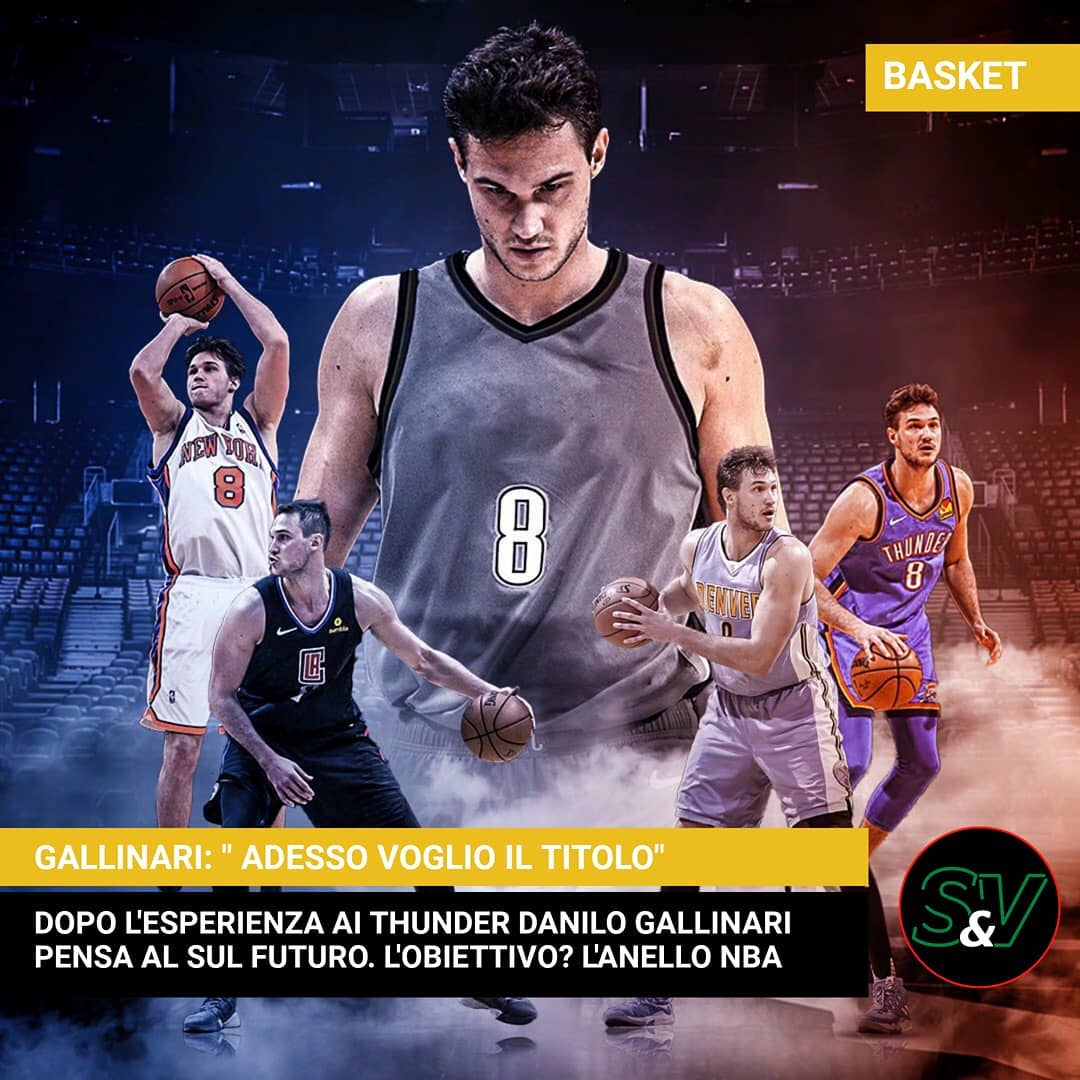 BASKET
NEW YORK
8
8
DENVER
THUNDER
8
GALLINARI: " ADESSO VOGLIO IL TITOLO"
DOPO L'ESPERIENZA AI THUNDER DANILO GALLINARI
PENSA AL SUL FUTURO. L'OBIETTIVO? L'ANELLO NBA
S&V